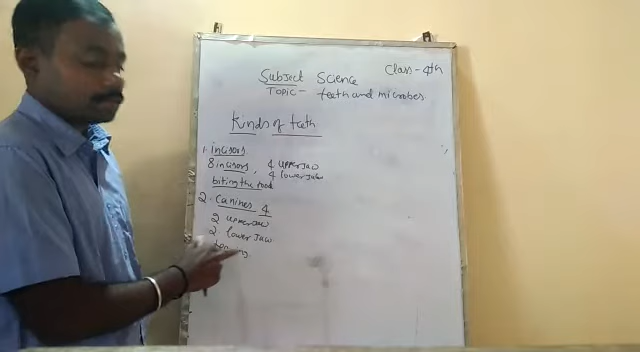 Class-4th
Subject Science
TOPIC- teeth and microbes
Kinds of teeth
1. incisors
8 incisors, 4 upper jaw
4 lower jaw
biting the food
2. Canines 4
2 upper jaw
2 lower jaw